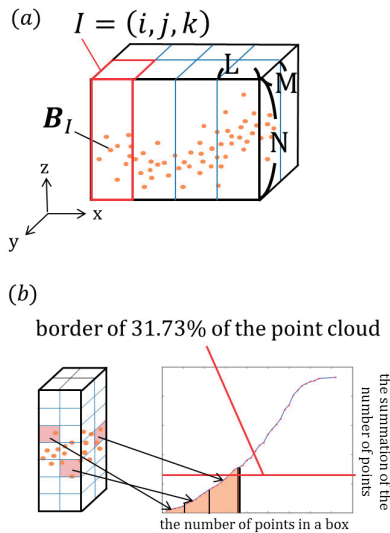 (a)
I = (i, j, k)
L
M
B_I
N
z
x
y
(b)
border of 31.73% of the point cloud
the summation of the
number of points
the number of points in a box